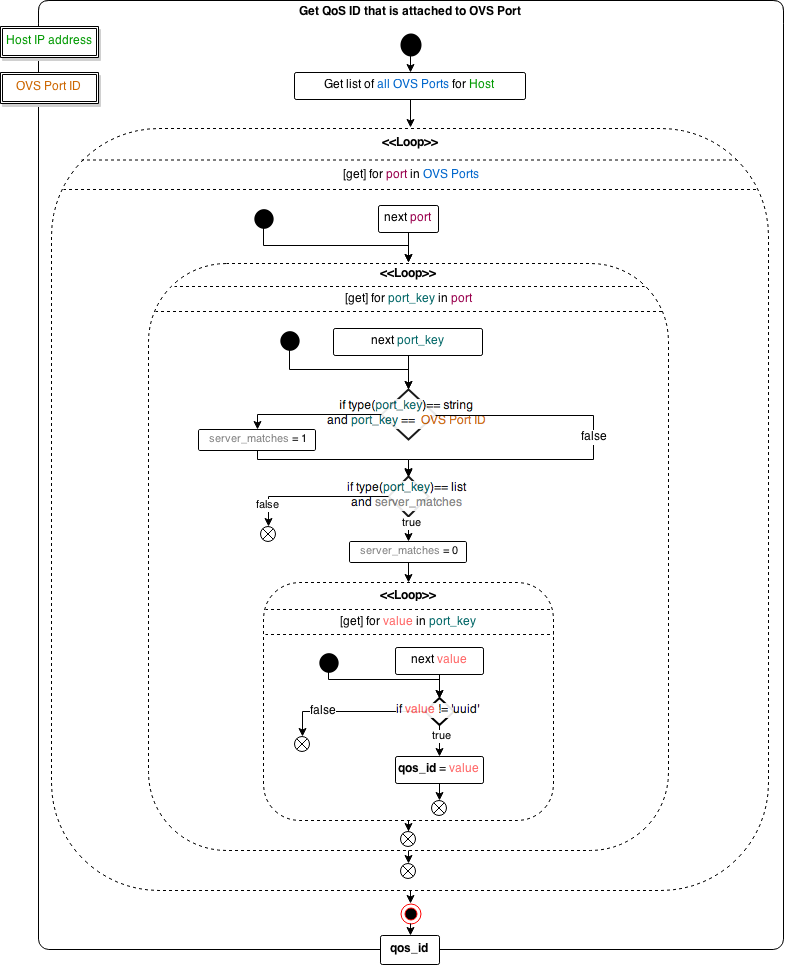 Get QoS ID that is attached to OVS Port
Host IP address
OVS Port ID
Get list of all OVS Ports for Host
<<Loop>>
[get] for port in OVS Ports
next port
<<Loop>>
[get] for port_key in port
next port_key
if type(port_key)== string
and port_key == OVS Port ID
server_matches = 1
false
if type(port_key)== list
and server_matches
false
true
server_matches = 0
<<Loop>>
[get] for value in port_key
next value
if value != 'uuid'
false
true
qos_id = value
qos_id